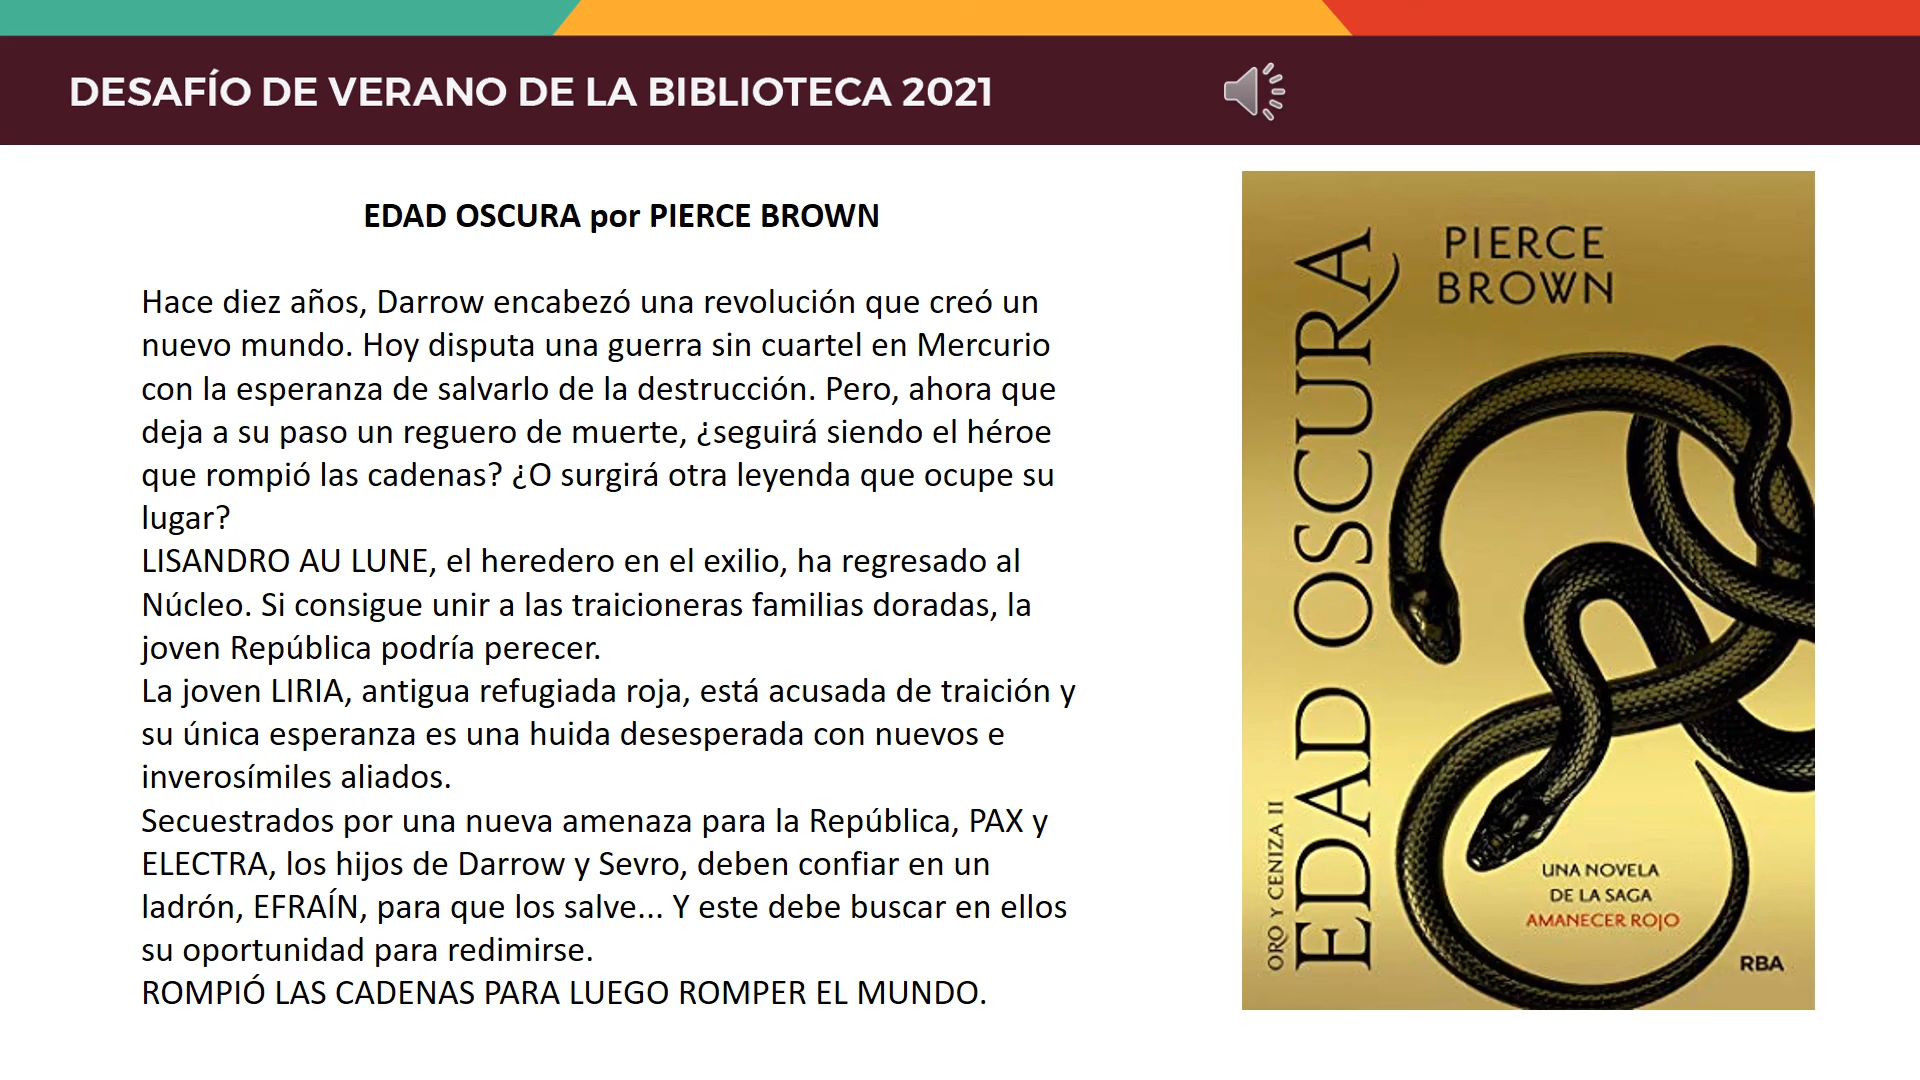 DESAFÍO DE VERANO DE LA BIBLIOTECA 2021
EDAD OSCURA por PIERCE BROWN
Hace diez años, Darrow encabezó una revolución que creó un
nuevo mundo. Hoy disputa una guerra sin cuartel en Mercurio
con la esperanza de salvarlo de la destrucción. Pero, ahora que
deja a su paso un reguero de muerte, ¿seguirá siendo el héroe
que rompió las cadenas? ¿O surgirá otra leyenda que ocupe su
lugar?
LISANDRO AU LUNE, el heredero en el exilio, ha regresado al
Núcleo. Si consigue unir a las traicioneras familias doradas, la
joven República podría perecer.
La joven LIRIA, antigua refugiada roja, está acusada de traición y
su única esperanza es una huida desesperada con nuevos e
inverosímiles aliados.
Secuestrados por una nueva amenaza para la República, PAX y
ELECTRA, los hijos de Darrow y Sevro, deben confiar en un
ladrón, EFRAÍN, para que los salve... Y este debe buscar en ellos
su oportunidad para redimirse.
ROMPIÓ LAS CADENAS PARA LUEGO ROMPER EL MUNDO.
PIERCE
BROWN
EDAD OSCURA
ORO Y CENIZA II
UNA NOVELA
DE LA SAGA
AMANECER ROJO
RBA